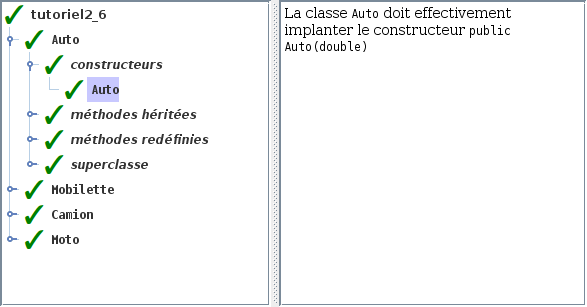 tutoriel2_6
Auto
constructeurs
Auto
méthodes héritées
méthodes redéfinies
superclasse
Mobilette
Camion
Moto
La classe Auto doit effectivement
implanter le constructeur public
Auto(double)